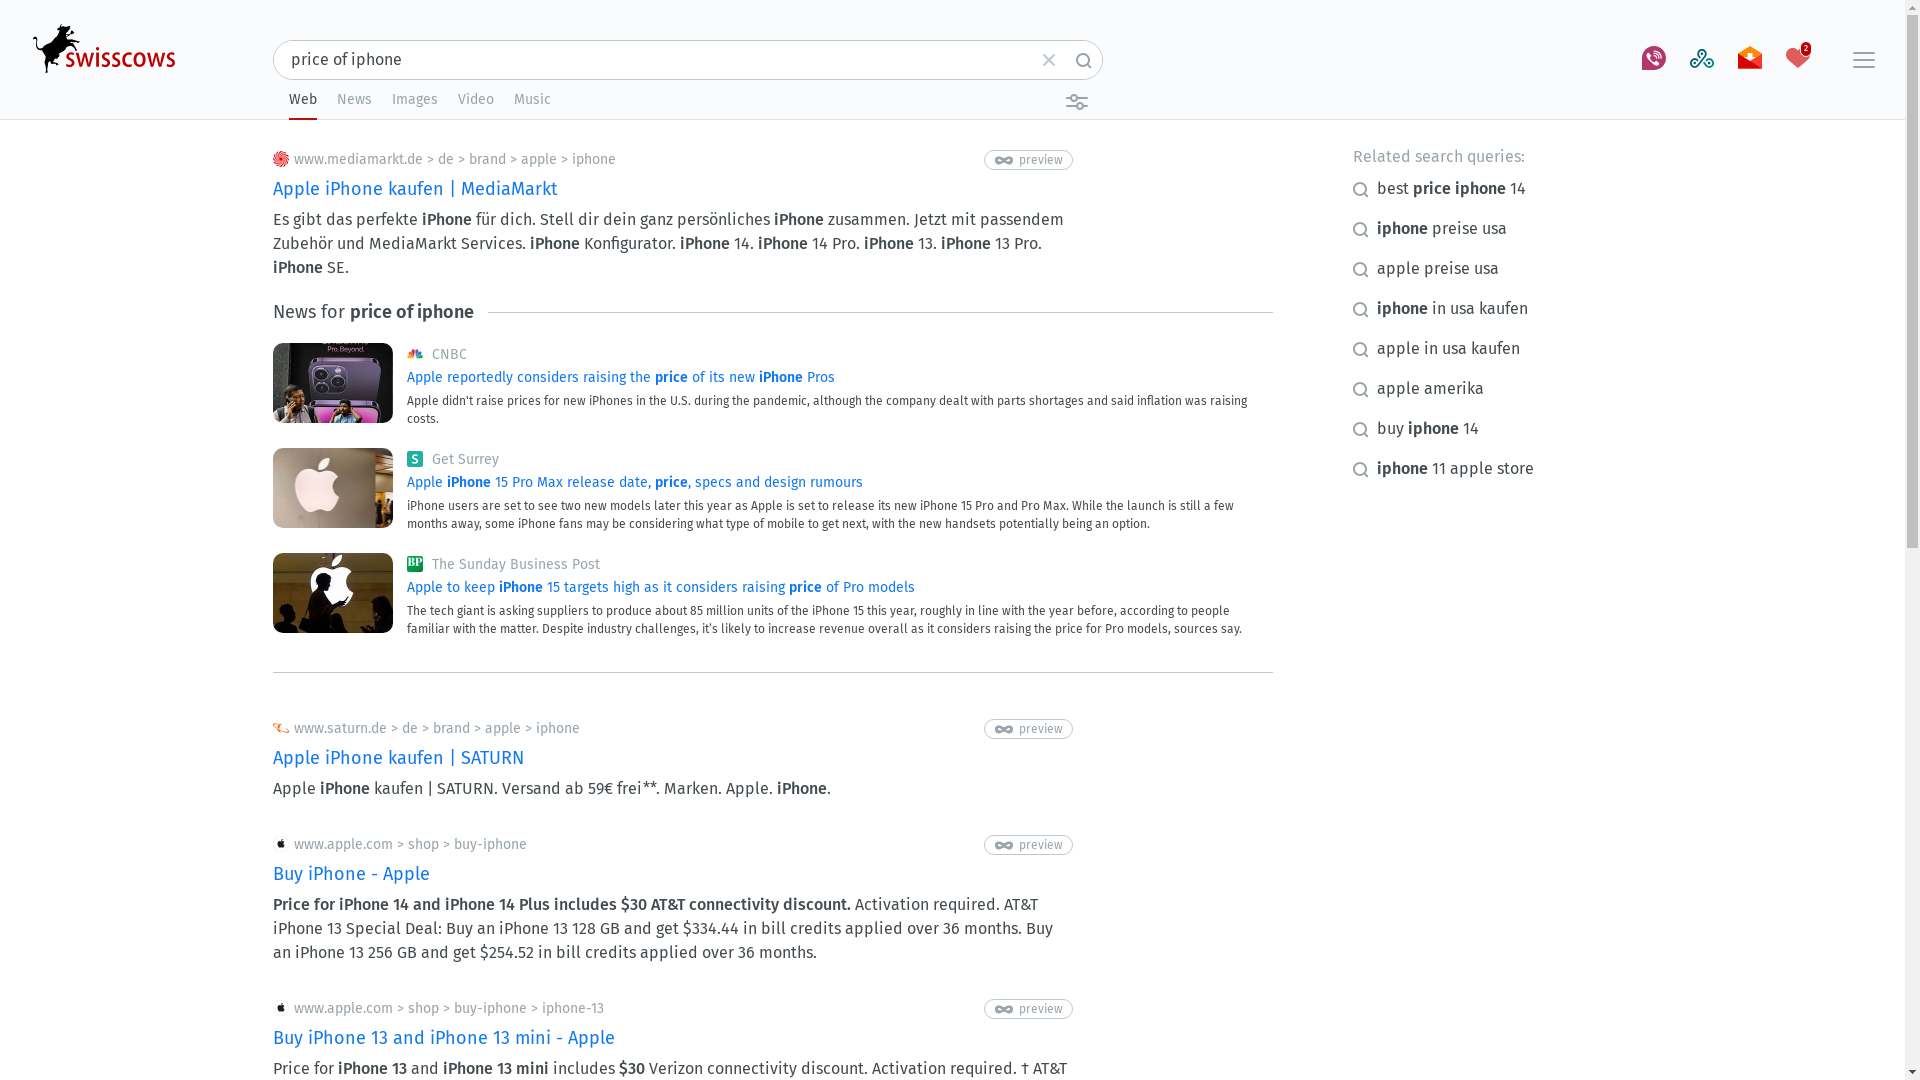 swisscows
price of iphone
2
Web News Images Video Music
www.mediamarkt.de > de > brand > apple > iphone
preview
Apple iPhone kaufen | MediaMarkt
Es gibt das perfekte iPhone für dich. Stell dir dein ganz persönliches iPhone zusammen. Jetzt mit passendem
Zubehör und MediaMarkt Services. iPhone Konfigurator. iPhone 14. iPhone 14 Pro. iPhone 13. iPhone 13 Pro.
iPhone SE.
News for price of iphone
Pro. Beyond.
CNBC
Apple reportedly considers raising the price of its new iPhone Pros
Apple didn't raise prices for new iPhones in the U.S. during the pandemic, although the company dealt with parts shortages and said inflation was raising
costs.
S Get Surrey
Apple iPhone 15 Pro Max release date, price, specs and design rumours
iPhone users are set to see two new models later this year as Apple is set to release its new iPhone 15 Pro and Pro Max. While the launch is still a few
months away, some iPhone fans may be considering what type of mobile to get next, with the new handsets potentially being an option.
BP The Sunday Business Post
Apple to keep iPhone 15 targets high as it considers raising price of Pro models
The tech giant is asking suppliers to produce about 85 million units of the iPhone 15 this year, roughly in line with the year before, according to people
familiar with the matter. Despite industry challenges, it’s likely to increase revenue overall as it considers raising the price for Pro models, sources say.
www.saturn.de > de > brand > apple > iphone
preview
Apple iPhone kaufen | SATURN
Apple iPhone kaufen | SATURN. Versand ab 59€ frei**. Marken. Apple. iPhone.
www.apple.com > shop > buy-iphone
preview
Buy iPhone - Apple
Price for iPhone 14 and iPhone 14 Plus includes $30 AT&T connectivity discount. Activation required. AT&T
iPhone 13 Special Deal: Buy an iPhone 13 128 GB and get $334.44 in bill credits applied over 36 months. Buy
an iPhone 13 256 GB and get $254.52 in bill credits applied over 36 months.
www.apple.com > shop > buy-iphone > iphone-13
preview
Buy iPhone 13 and iPhone 13 mini - Apple
Price for iPhone 13 and iPhone 13 mini includes $30 Verizon connectivity discount. Activation required. † AT&T
Related search queries:
best price iphone 14
iphone preise usa
apple preise usa
iphone in usa kaufen
apple in usa kaufen
apple amerika
buy iphone 14
iphone 11 apple store